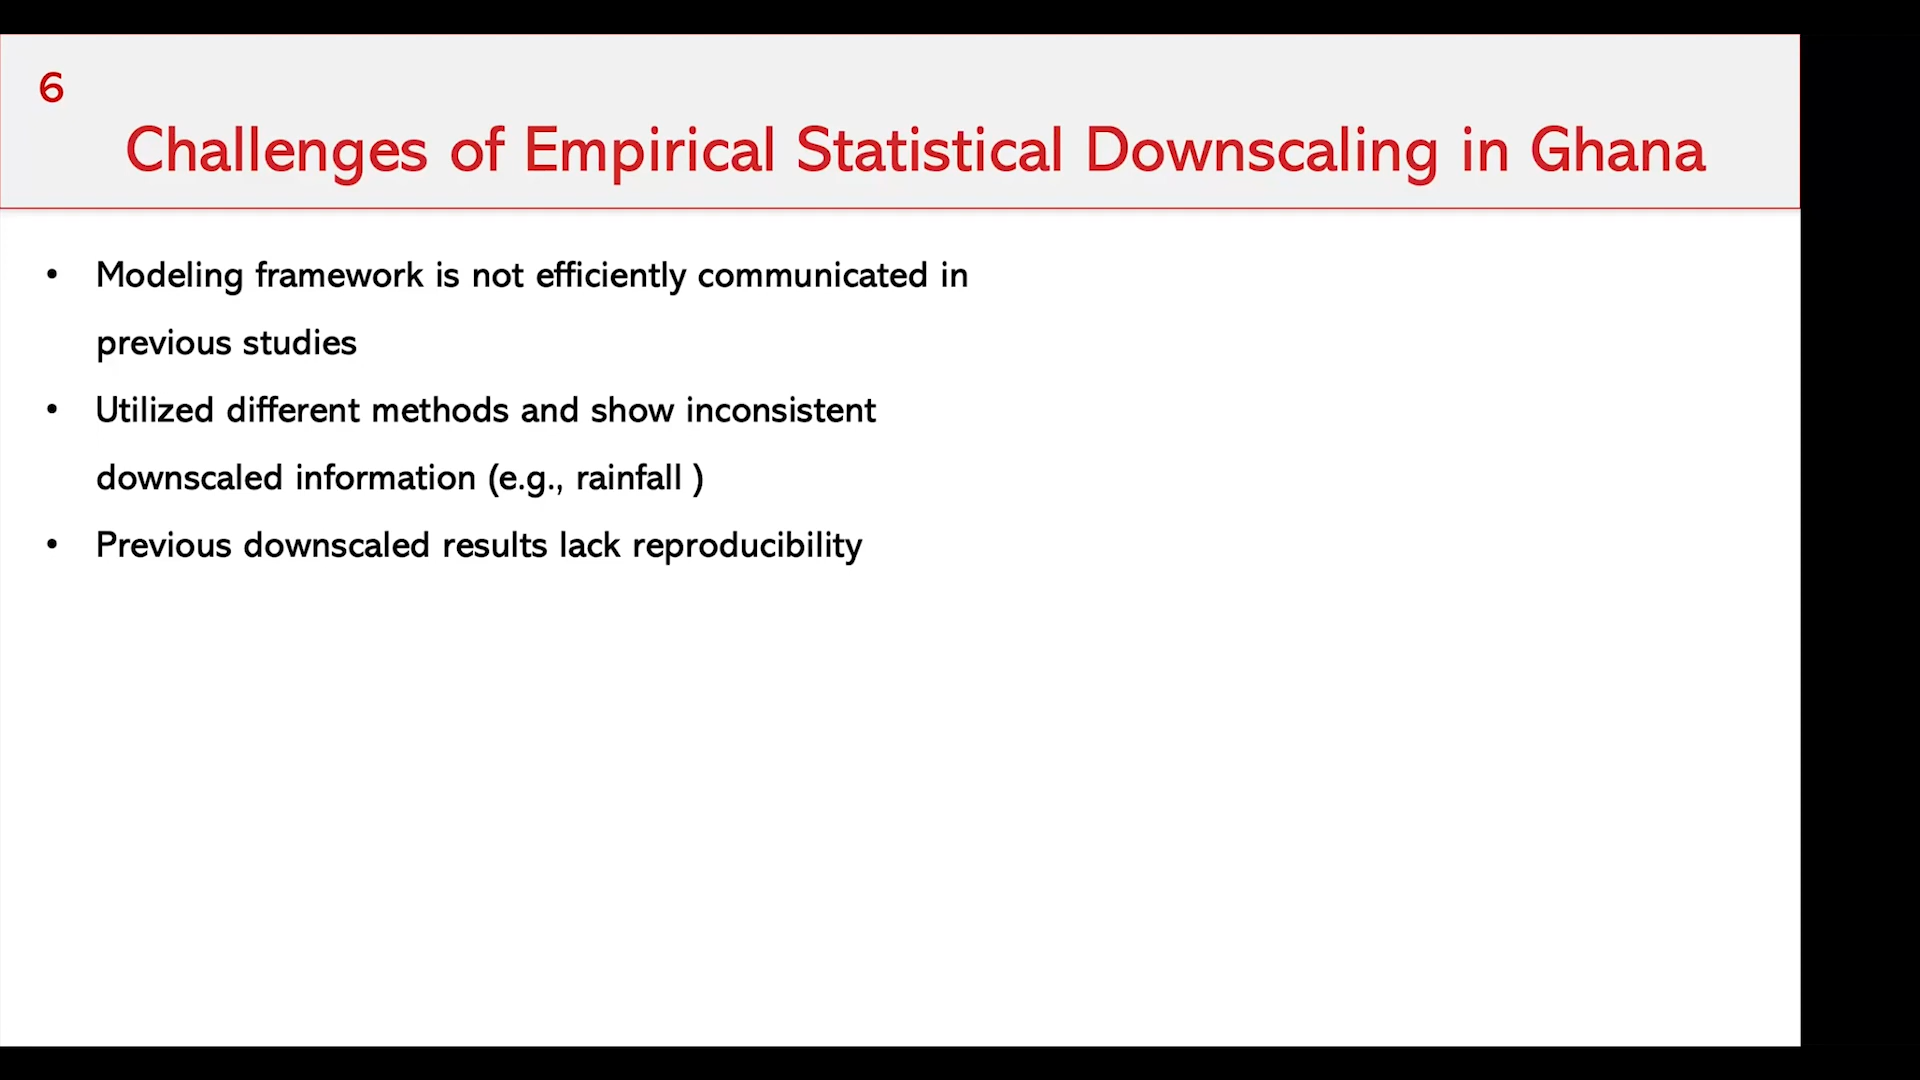 6
Challenges of Empirical Statistical Downscaling in Ghana
• Modeling framework is not efficiently communicated in
previous studies
• Utilized different methods and show inconsistent
downscaled information (e.g., rainfall )
• Previous downscaled results lack reproducibility